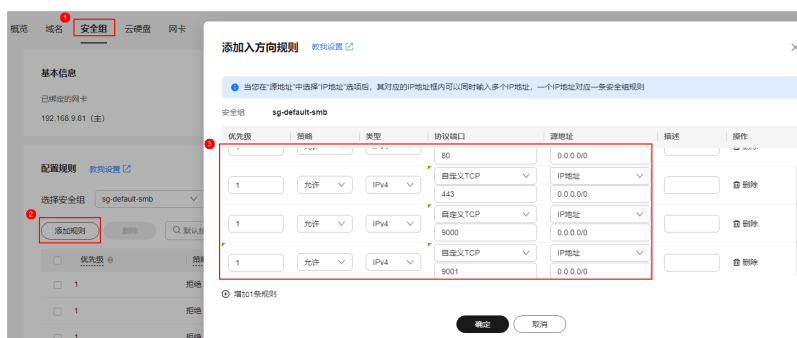 概览 域名 安全组 云硬盘 网卡
1
基本信息
已绑定的网卡
192.168.9.81 （主）
配置规则 教我设置
选择安全组 sg-default-smb
2
添加规则 删除
优先级
1 拒绝
1 拒绝
1 拒绝
添加入方向规则 教我设置
当您在“源地址”中选择“IP地址”选项后，其对应的IP地址框内可以同时输入多个IP地址，一个IP地址对应一条安全组规则
安全组 sg-default-smb
优先级 策略 类型 协议端口 源地址 描述 操作
3
80 0.0.0.0/0
自定义TCP IP地址
1 允许 IPv4 删除
443 0.0.0.0/0
自定义TCP IP地址
1 允许 IPv4 删除
9000 0.0.0.0/0
自定义TCP IP地址
1 允许 IPv4 删除
9001 0.0.0.0/0
增加1条规则
确定 取消